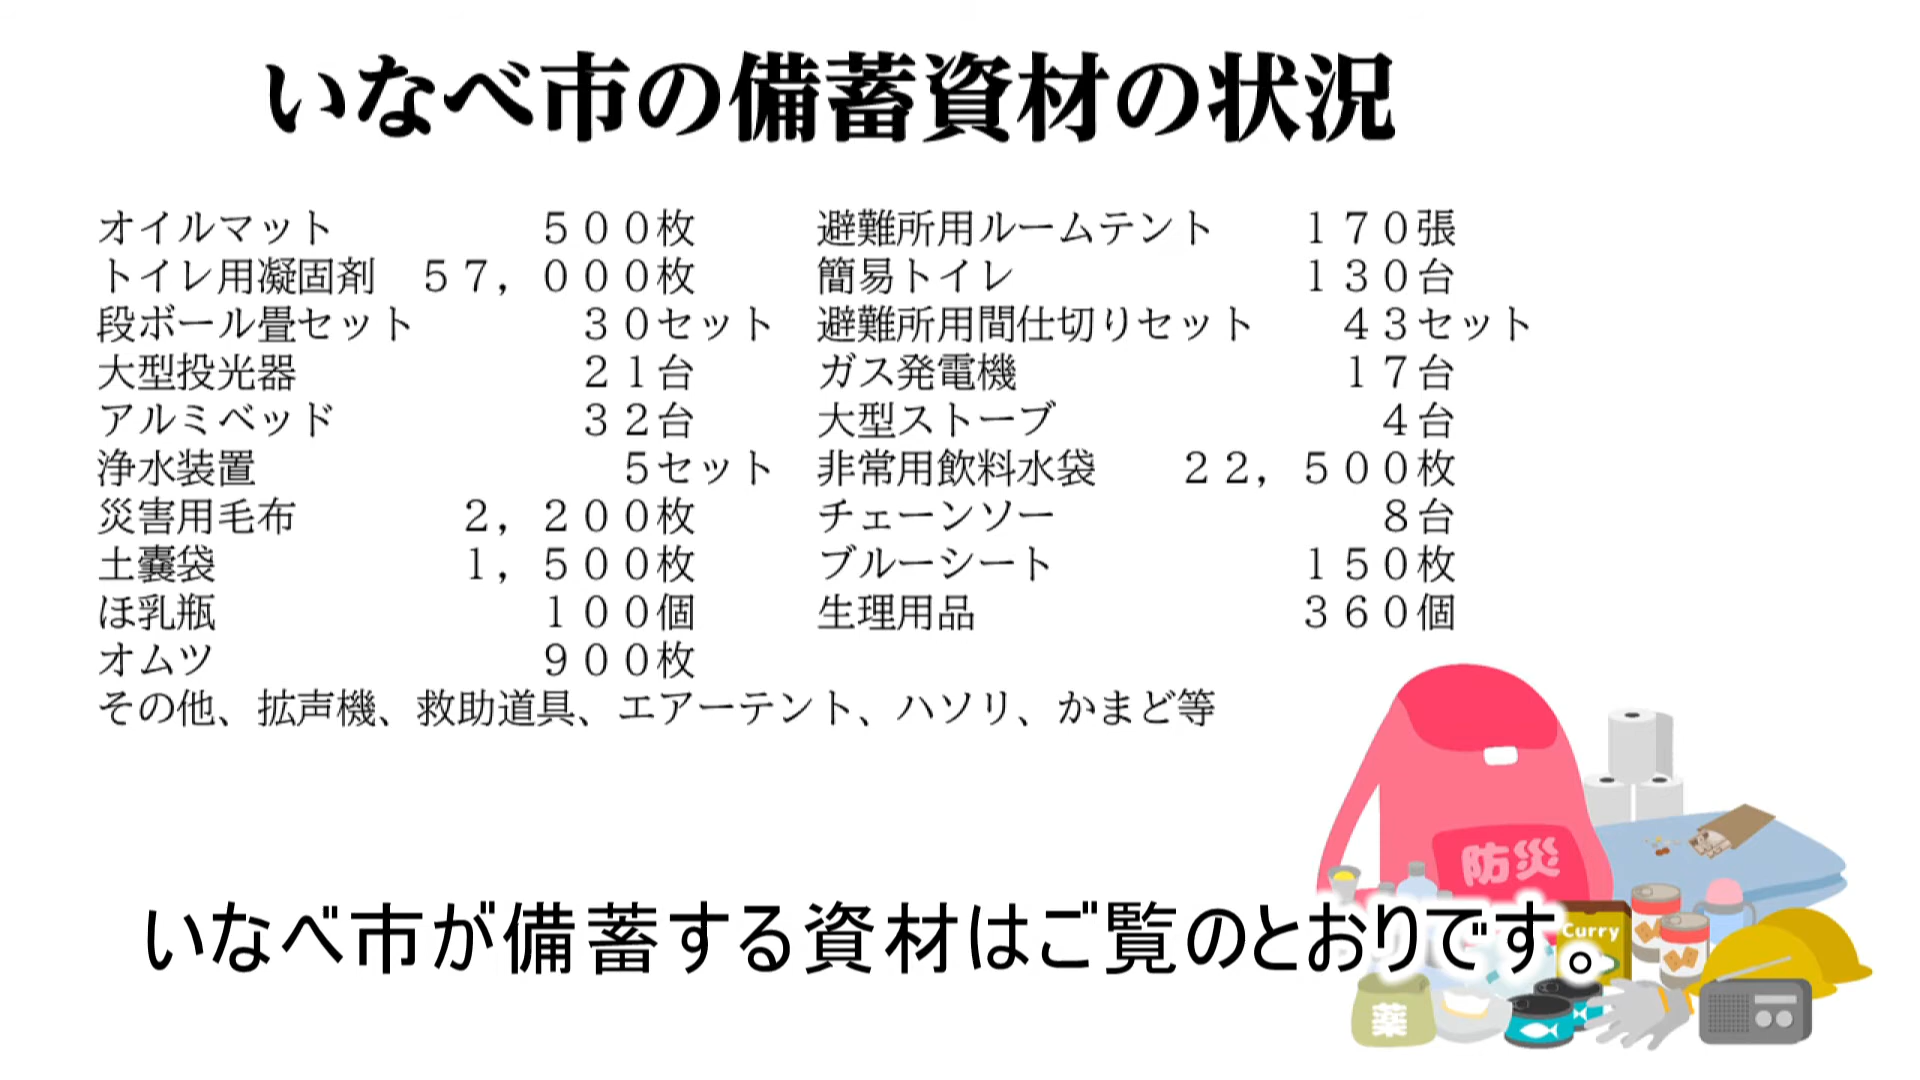 いなべ市の備蓄資材の状況
オイルマット　５００枚　避難所用ルームテント　１７０張
トイレ用凝固剤　５７，０００枚　簡易トイレ　１３０台
段ボール畳セット　３０セット　避難所用間仕切りセット　４３セット
大型投光器　２１台　ガス発電機　１７台
アルミベッド　３２台　大型ストーブ　４台
浄水装置　５セット　非常用飲料水袋　２２，５００枚
災害用毛布　２，２００枚　チェーンソー　８台
土嚢袋　１，５００枚　ブルーシート　１５０枚
ほ乳瓶　１００個　生理用品　３６０個
オムツ　９００枚
その他、拡声機、救助道具、エアーテント、ハソリ、かまど等
防災
いなべ市が備蓄する資材はご覧のとおりです。
Curry
薬